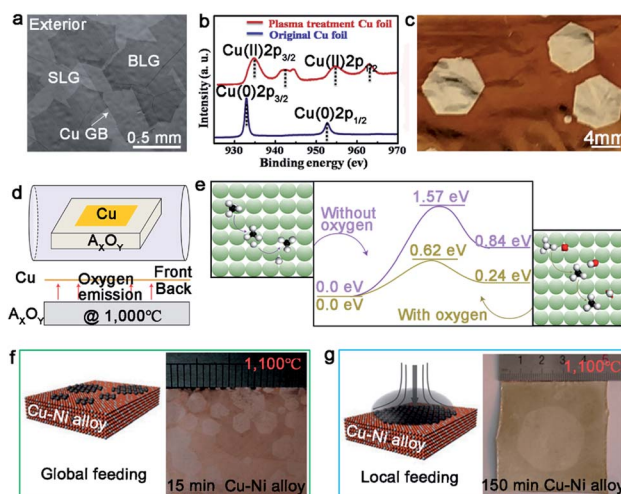 a
Exterior
SLG
BLG
Cu GB
0.5 mm
b
Intensity (a. u.)
Plasma treatment Cu foil
Original Cu foil
Cu(II)2p3/2
Cu(II)2p1/2
Cu(0)2p3/2
Cu(0)2p1/2
930 940 950 960 970
Binding energy (ev)
c
4mm
d
Cu
AXOY
Cu
Oxygen emission
Front
Back
AXOY
@ 1,000℃
e
Without oxygen
1.57 eV
0.84 eV
0.62 eV
0.24 eV
0.0 eV
0.0 eV
With oxygen
f
Cu-Ni alloy
Global feeding
1,100℃
15 min Cu-Ni alloy
g
Cu-Ni alloy
Local feeding
1 2 3 4 5
1,100℃
150 min Cu-Ni alloy